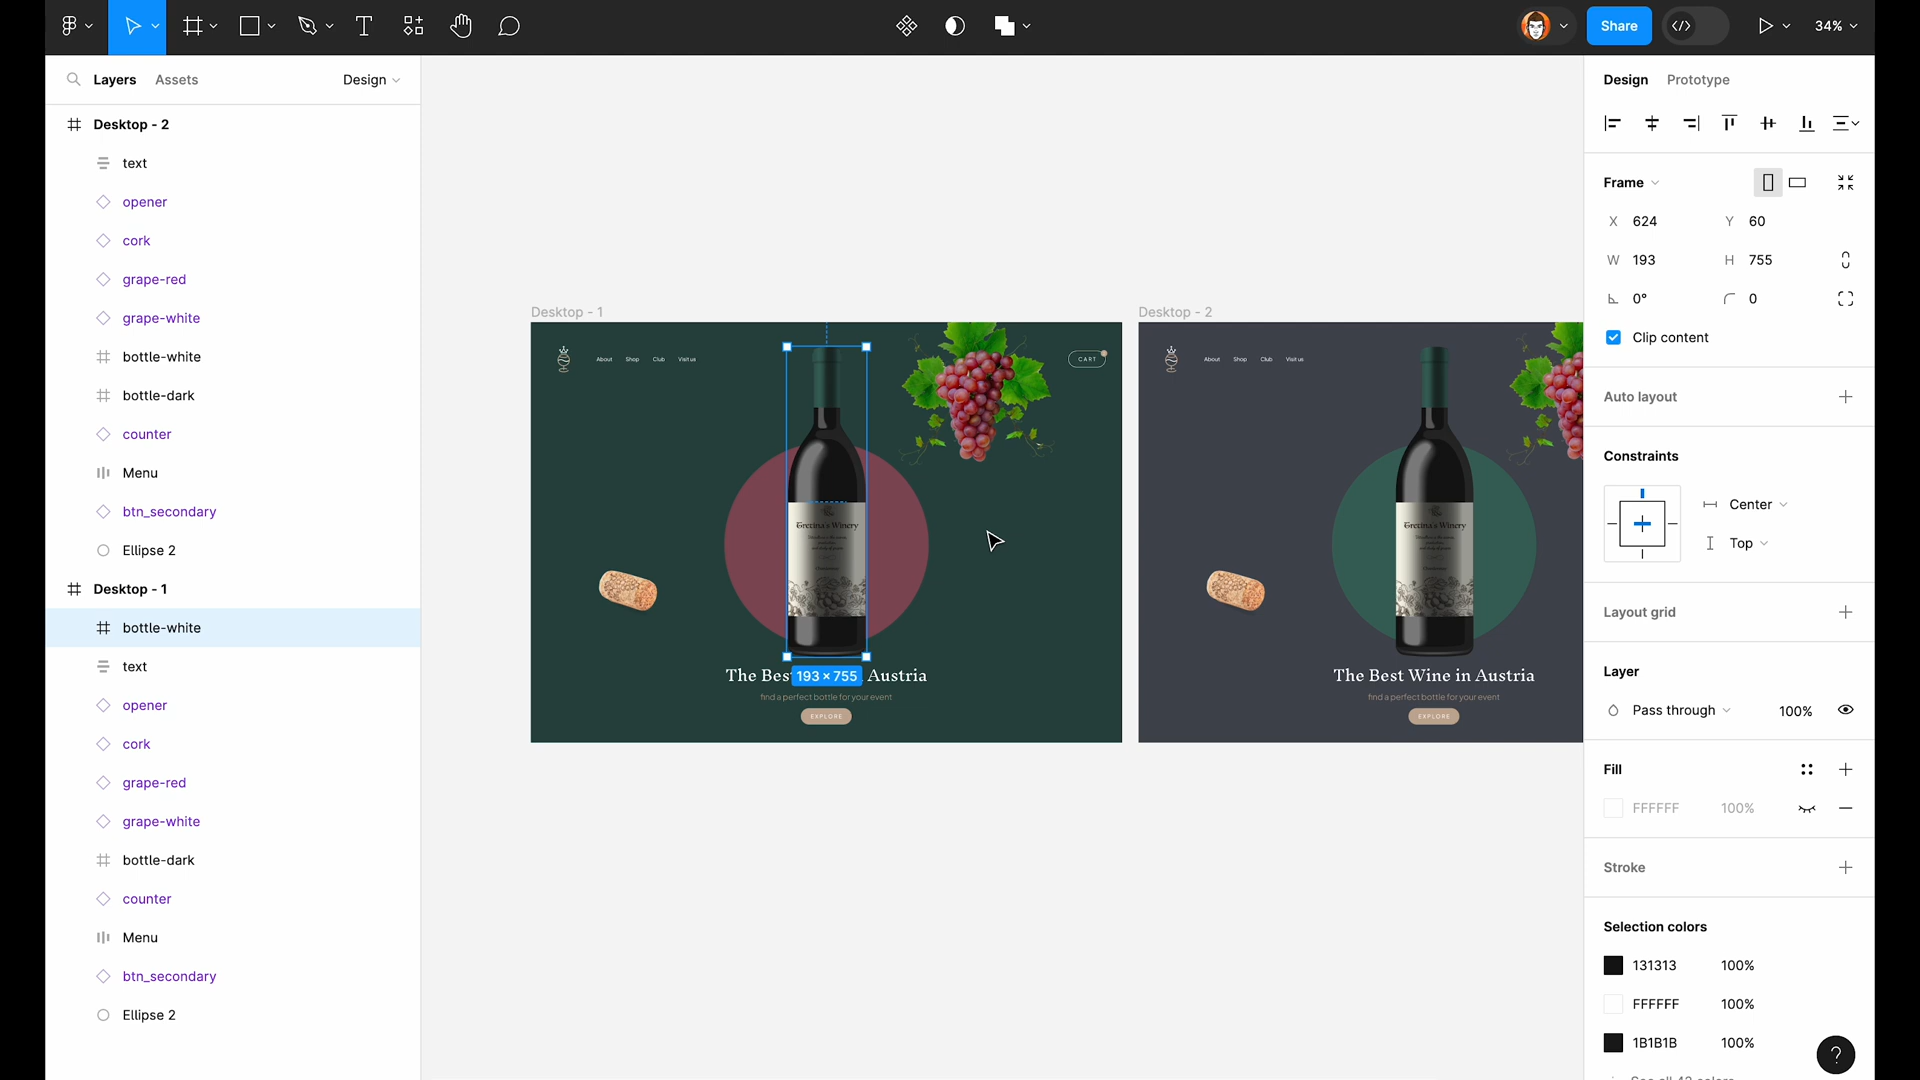 Share
34%
Layers
Assets
Design
Desktop - 2
text
opener
cork
grape-red
grape-white
bottle-white
bottle-dark
counter
Menu
btn_secondary
Ellipse 2
Desktop - 1
bottle-white
text
opener
cork
grape-red
grape-white
bottle-dark
counter
Menu
btn_secondary
Ellipse 2
Desktop - 1
About Shop Club Visit us
CART
Gretina's Winery
The Bes
193 × 755
Austria
find a perfect bottle for your event
EXPLORE
Desktop - 2
About Shop Club Visit us
Gretina's Winery
The Best Wine in Austria
find a perfect bottle for your event
EXPLORE
Design
Prototype
Frame
X 624
Y 60
W 193
H 755
0°
0
Clip content
Auto layout
Constraints
Center
Top
Layout grid
Layer
Pass through
100%
Fill
FFFFFF 100%
Stroke
Selection colors
131313 100%
FFFFFF 100%
1B1B1B 100%
?